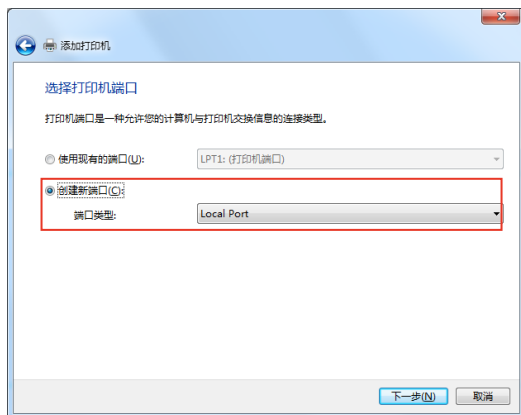 添加打印机
选择打印机端口
打印机端口是一种允许您的计算机与打印机交换信息的连接类型。
使用现有的端口(U): LPT1: (打印机端口)
创建新端口(C):
端口类型: Local Port
下一步(N) 取消